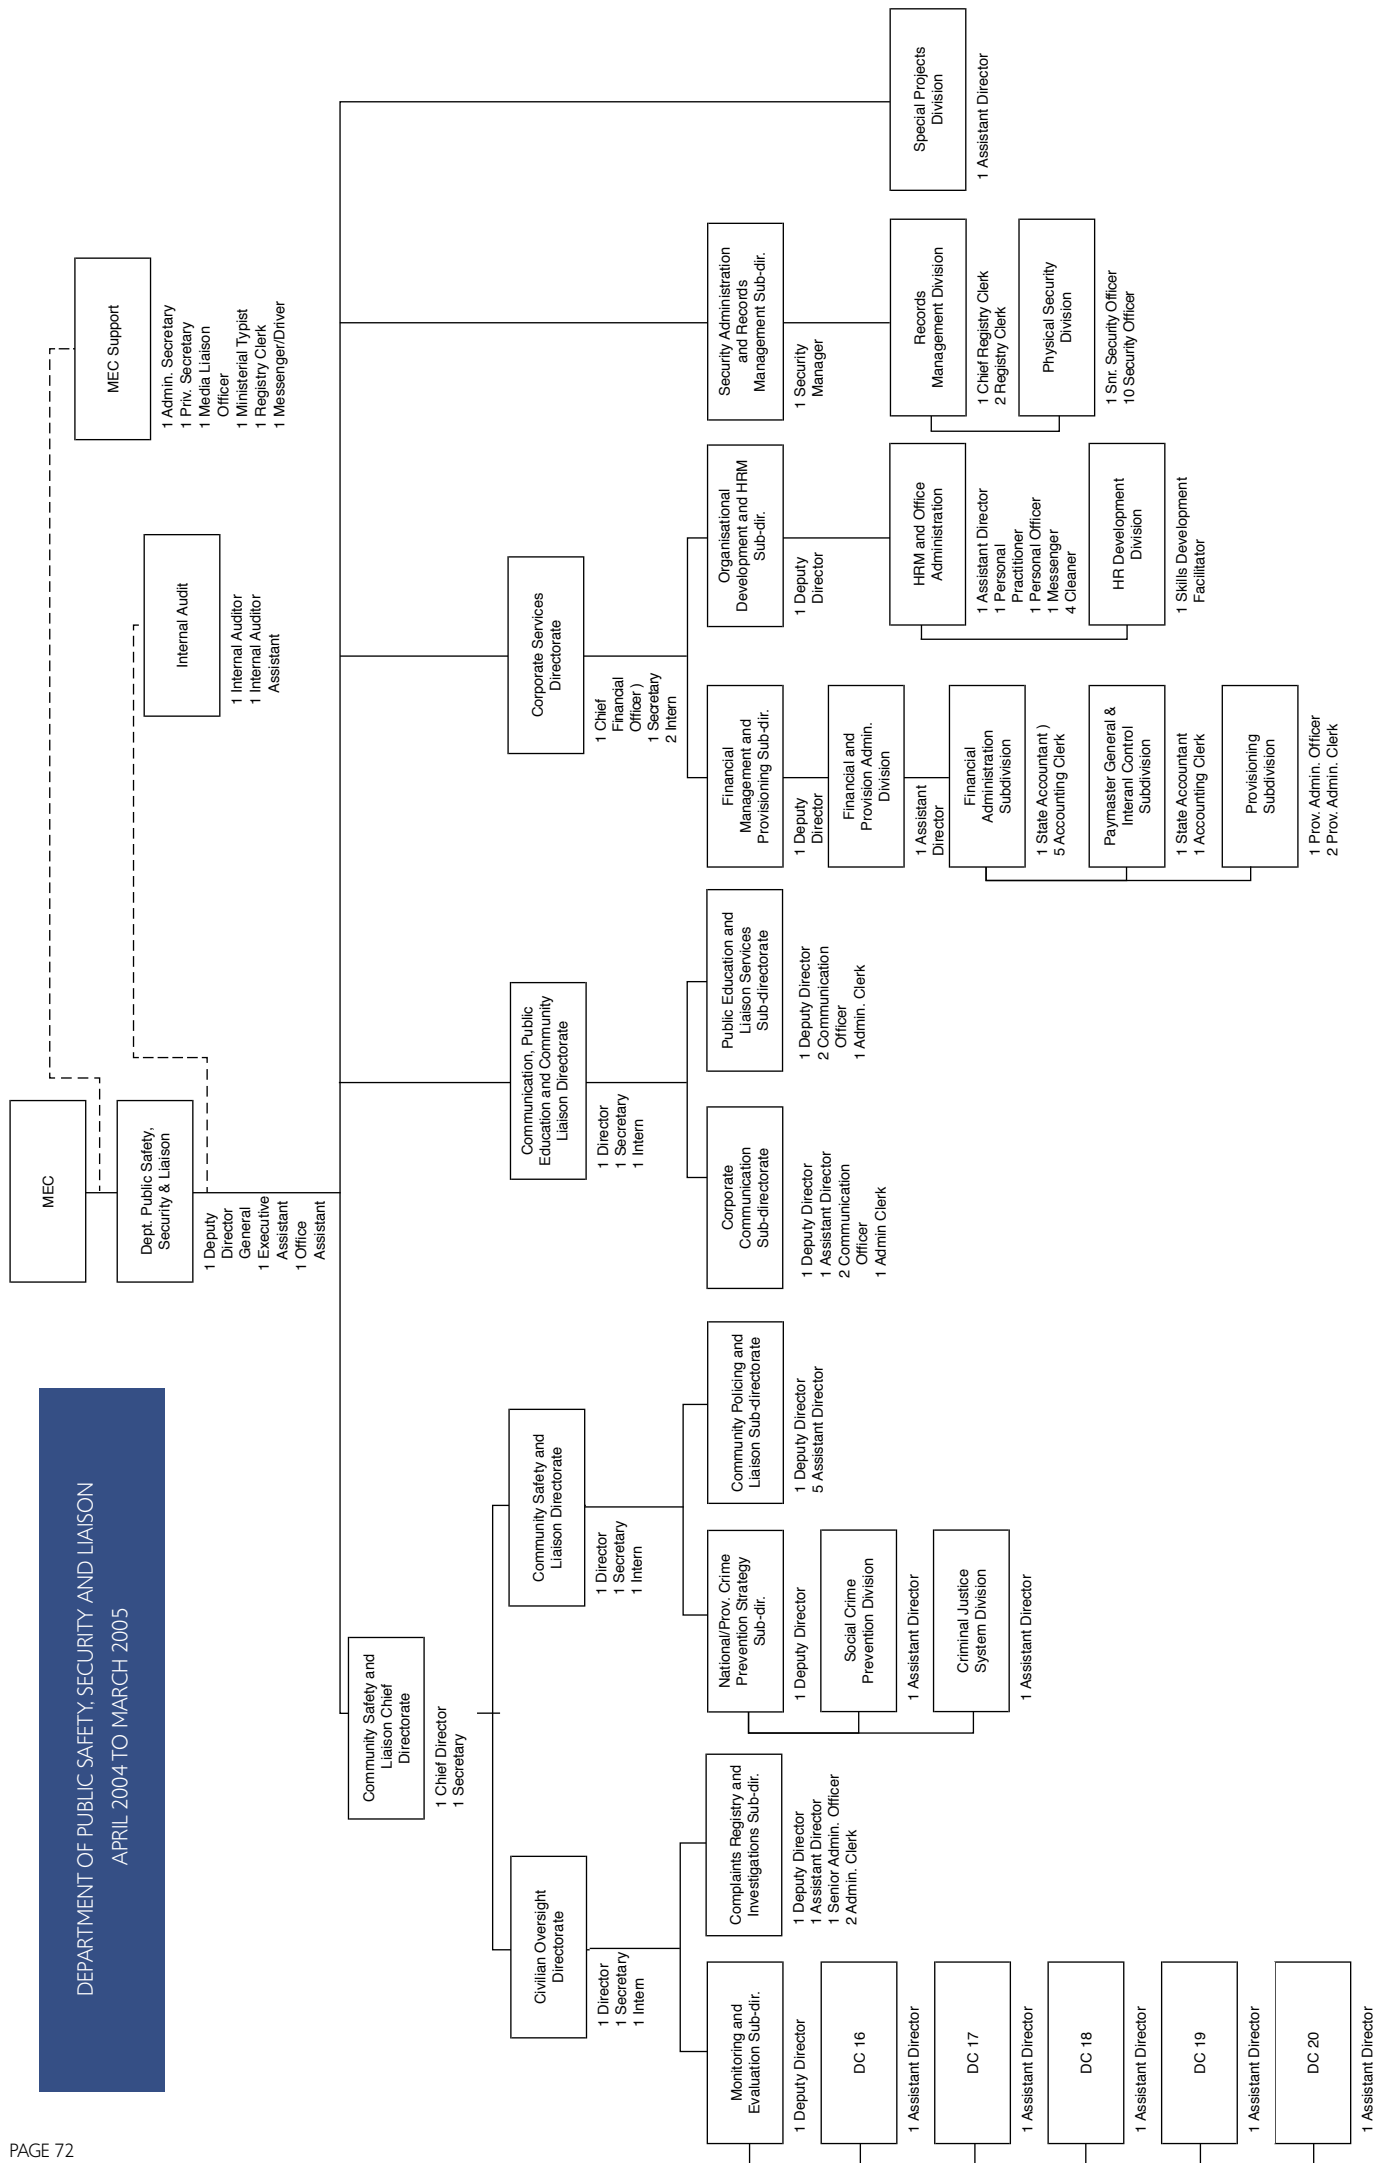 PAGE 72
DEPARTMENT OF PUBLIC SAFETY, SECURITY AND LIAISON
APRIL 2004 TO MARCH 2005
MEC
Dept. Public Safety,
Security & Liaison
1 Deputy
Director
General
1 Executive
Assistant
1 Office
Assistant
MEC Support
1 Admin. Secretary
1 Priv. Secretary
1 Media Liaison
Officer
1 Ministerial Typist
1 Registry Clerk
1 Messenger/Driver
Internal Audit
1 Internal Auditor
1 Internal Auditor
Assistant
Community Safety and
Liaison Chief
Directorate
1 Chief Director
1 Secretary
Civilian Oversight
Directorate
1 Director
1 Secretary
1 Intern
Monitoring and
Evaluation Sub-dir.
1 Deputy Director
DC 16
1 Assistant Director
DC 17
1 Assistant Director
DC 18
1 Assistant Director
DC 19
1 Assistant Director
DC 20
1 Assistant Director
Complaints Registry and
Investigations Sub-dir.
1 Deputy Director
1 Assistant Director
1 Senior Admin. Officer
2 Admin. Clerk
Community Safety and
Liaison Directorate
1 Director
1 Secretary
1 Intern
National/Prov. Crime
Prevention Strategy
Sub-dir.
1 Deputy Director
Social Crime
Prevention Division
1 Assistant Director
Criminal Justice
System Division
1 Assistant Director
Community Policing and
Liaison Sub-directorate
1 Deputy Director
5 Assistant Director
Communication, Public
Education and Community
Liaison Directorate
1 Director
1 Secretary
1 Intern
Corporate
Communication
Sub-directorate
1 Deputy Director
1 Assistant Director
2 Communication
Officer
1 Admin Clerk
Public Education and
Liaison Services
Sub-directorate
1 Deputy Director
2 Communication
Officer
1 Admin. Clerk
Corporate Services
Directorate
1 Chief
Financial
Officer )
1 Secretary
2 Intern
Financial
Management and
Provisioning Sub-dir.
1 Deputy
Director
Financial and
Provision Admin.
Division
1 Assistant
Director
Financial
Administration
Subdivision
1 State Accountant )
5 Accounting Clerk
Paymaster General &
Interanl Control
Subdivision
1 State Accountant
1 Accounting Clerk
Provisioning
Subdivision
1 Prov. Admin. Officer
2 Prov. Admin. Clerk
Organisational
Development and HRM
Sub-dir.
1 Deputy
Director
HRM and Office
Administration
1 Assistant Director
1 Personal
Practitioner
1 Personal Officer
1 Messenger
4 Cleaner
HR Development
Division
1 Skills Development
Facilitator
Security Administration
and Records
Management Sub-dir.
1 Security
Manager
Records
Management Division
1 Chief Registry Clerk
2 Registry Clerk
Physical Security
Division
1 Snr. Security Officer
10 Security Officer
Special Projects
Division
1 Assistant Director